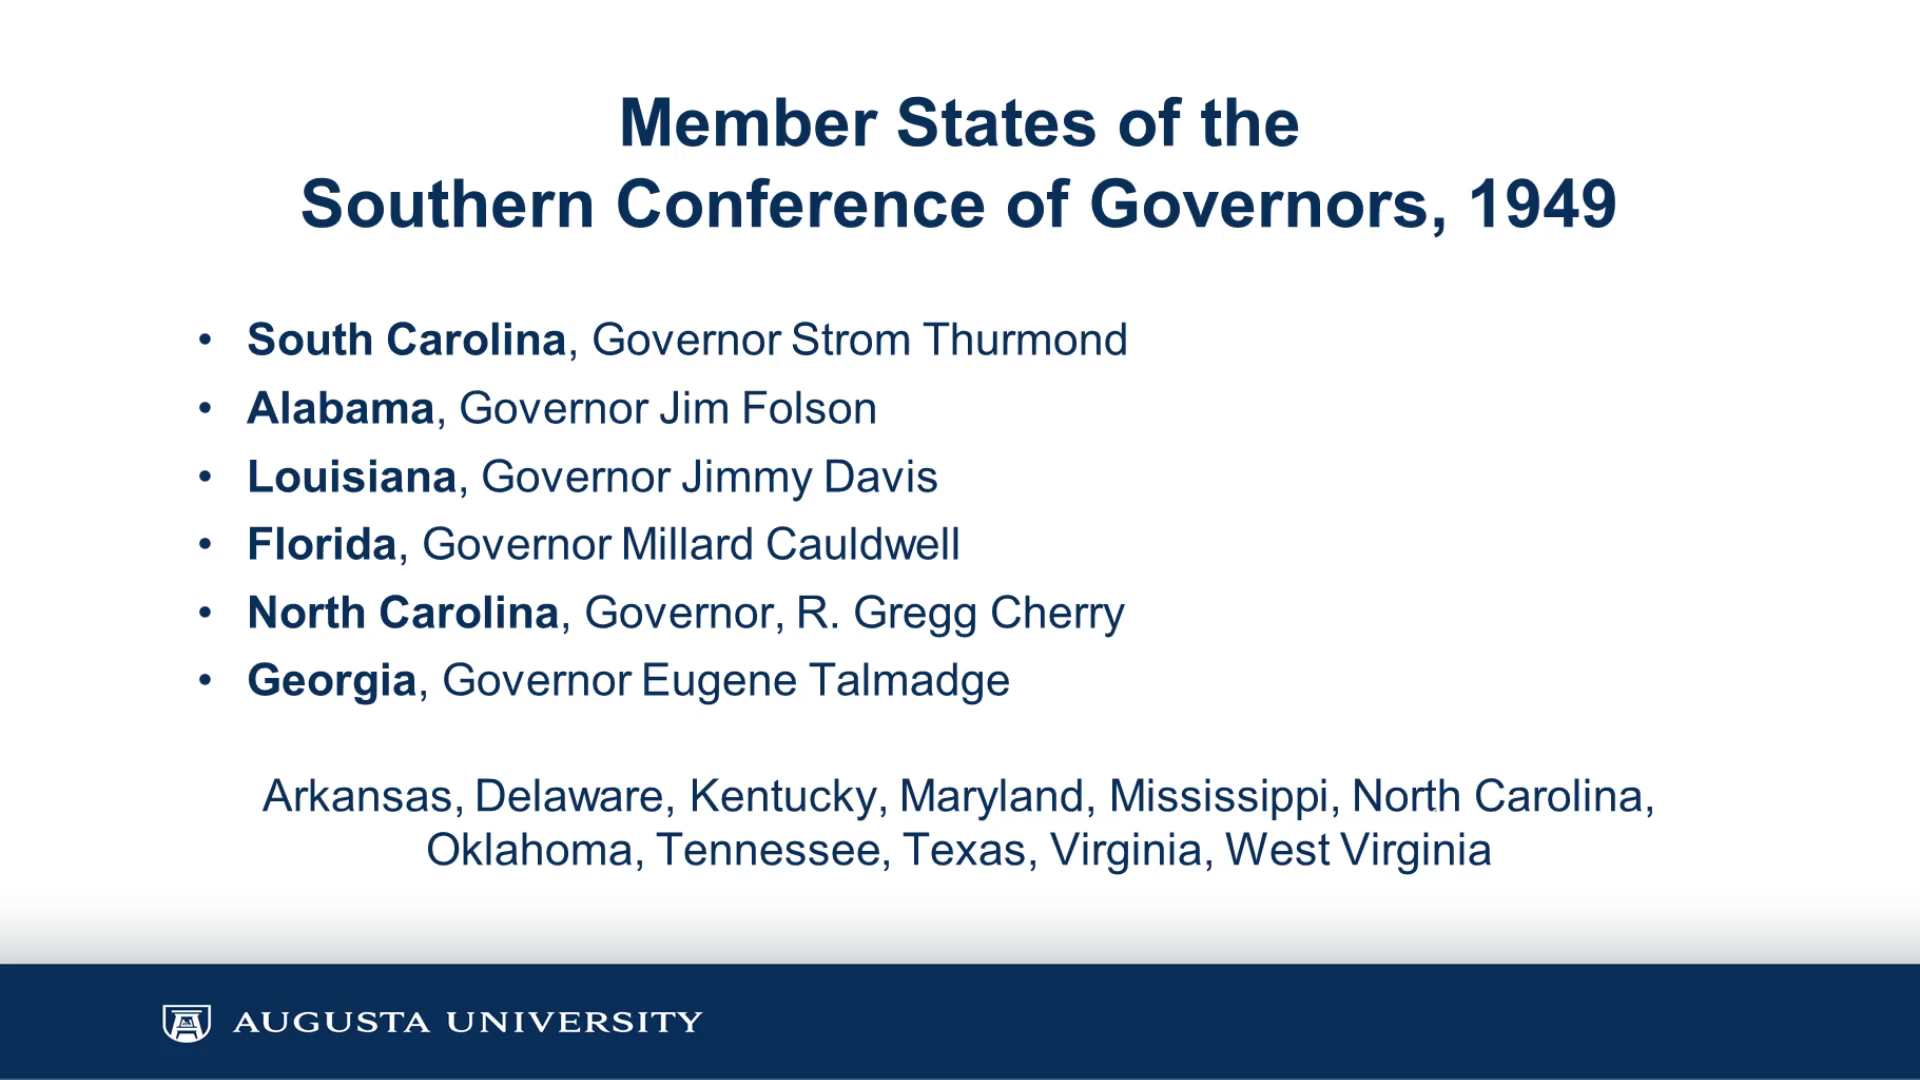 Member States of the
Southern Conference of Governors, 1949
• South Carolina, Governor Strom Thurmond
• Alabama, Governor Jim Folson
• Louisiana, Governor Jimmy Davis
• Florida, Governor Millard Cauldwell
• North Carolina, Governor, R. Gregg Cherry
• Georgia, Governor Eugene Talmadge
Arkansas, Delaware, Kentucky, Maryland, Mississippi, North Carolina,
Oklahoma, Tennessee, Texas, Virginia, West Virginia
AUGUSTA UNIVERSITY